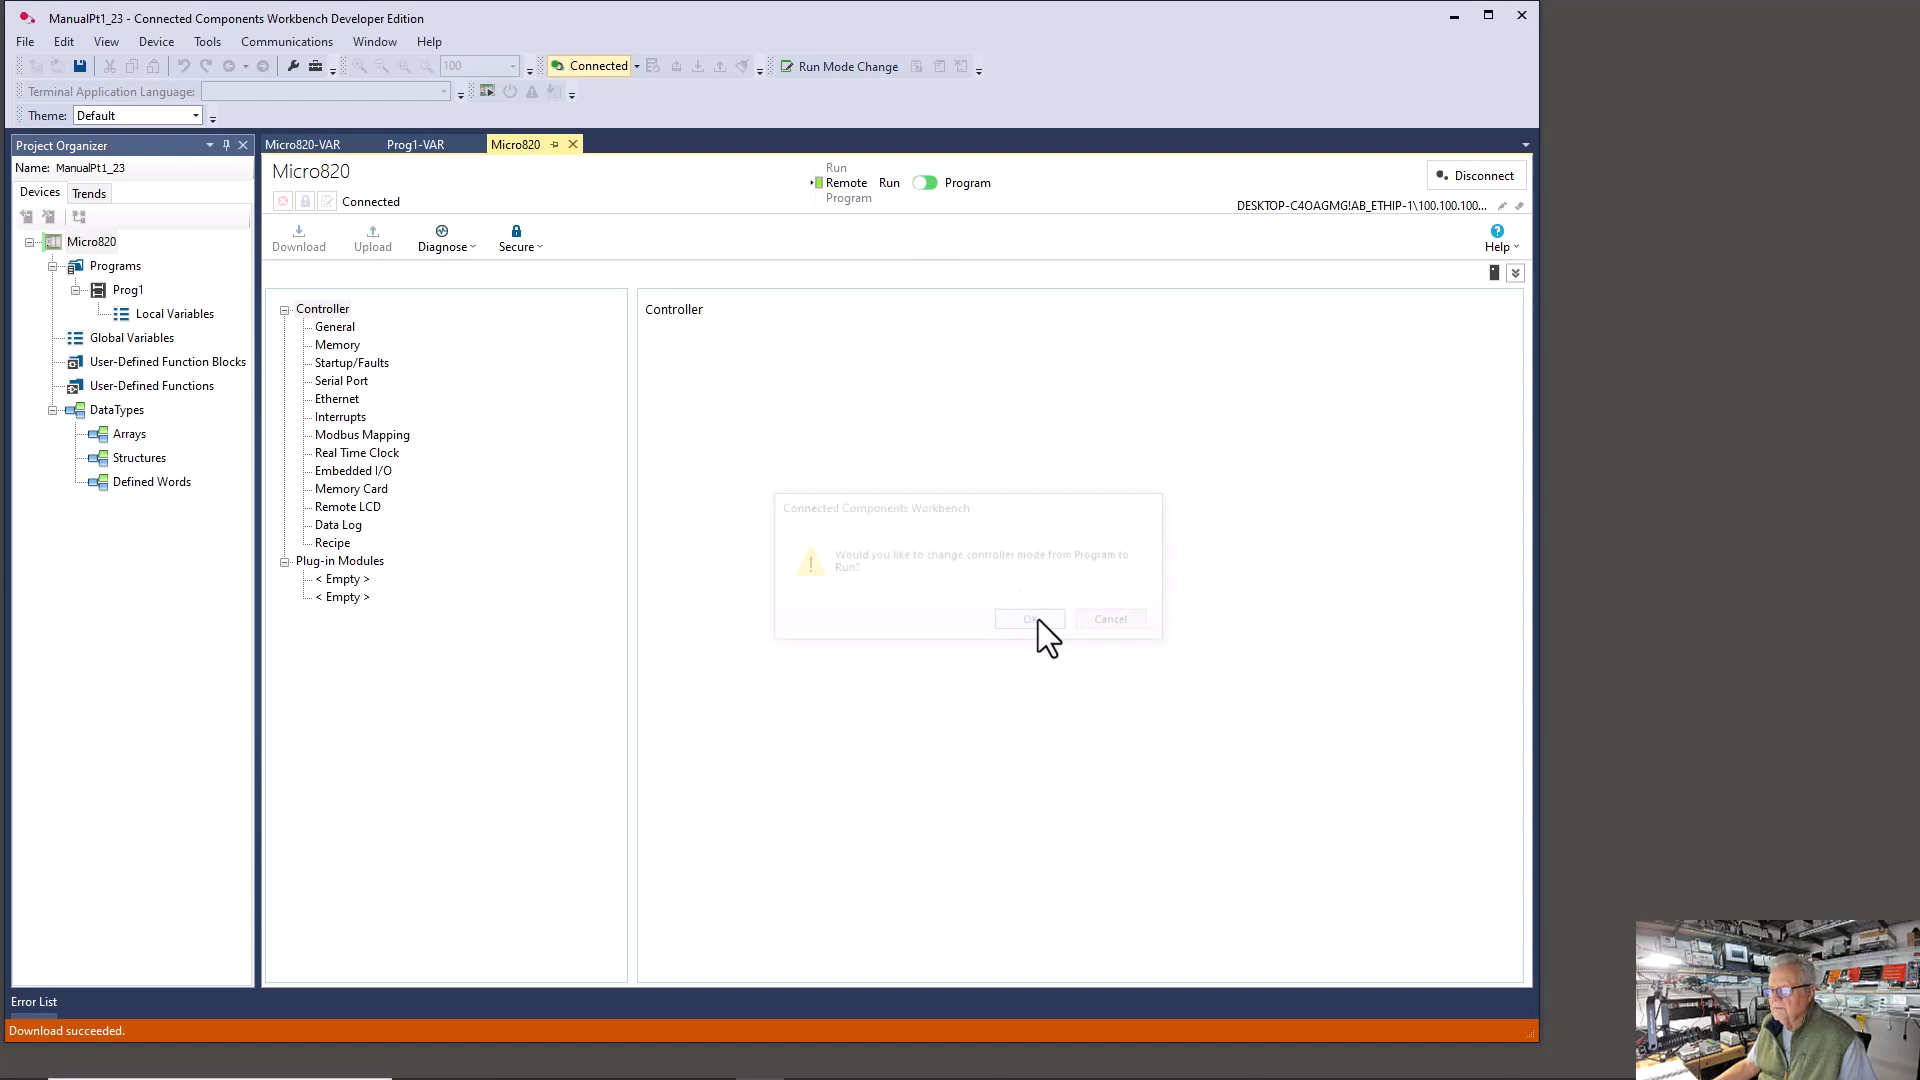 ManualPt1_23 - Connected Components Workbench Developer Edition
File Edit View Device Tools Communications Window Help
100 Connected Run Mode Change
Terminal Application Language:
Theme: Default
Project Organizer
Name: ManualPt1_23
Devices Trends
Micro820
Programs
Prog1
Local Variables
Global Variables
User-Defined Function Blocks
User-Defined Functions
DataTypes
Arrays
Structures
Defined Words
Micro820-VAR Prog1-VAR Micro820
Micro820
Connected
Run
Remote Run Program
Program
Disconnect
DESKTOP-C4OAGMG!AB_ETHIP-1\100.100.100...
Download Upload Diagnose Secure Help
Controller
General
Memory
Startup/Faults
Serial Port
Ethernet
Interrupts
Modbus Mapping
Real Time Clock
Embedded I/O
Memory Card
Remote LCD
Data Log
Recipe
Plug-in Modules
< Empty >
< Empty >
Controller
Connected Components Workbench
Would you like to change controller mode from Program to
Run?
OK Cancel
Error List
Download succeeded.